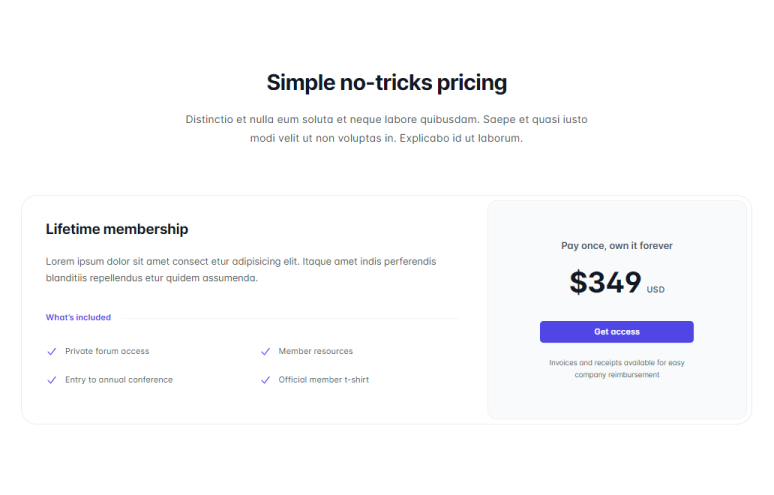 Simple no-tricks pricing
Distinctio et nulla eum soluta et neque labore quibusdam. Saepe et quasi iusto
modi velit ut non voluptas in. Explicabo id ut laborum.
Lifetime membership
Lorem ipsum dolor sit amet consect etur adipisicing elit. Itaque amet indis perferendis
blanditiis repellendus etur quidem assumenda.
What's included
Private forum access
Member resources
Entry to annual conference
Official member t-shirt
Pay once, own it forever
$349 USD
Get access
Invoices and receipts available for easy
company reimbursement